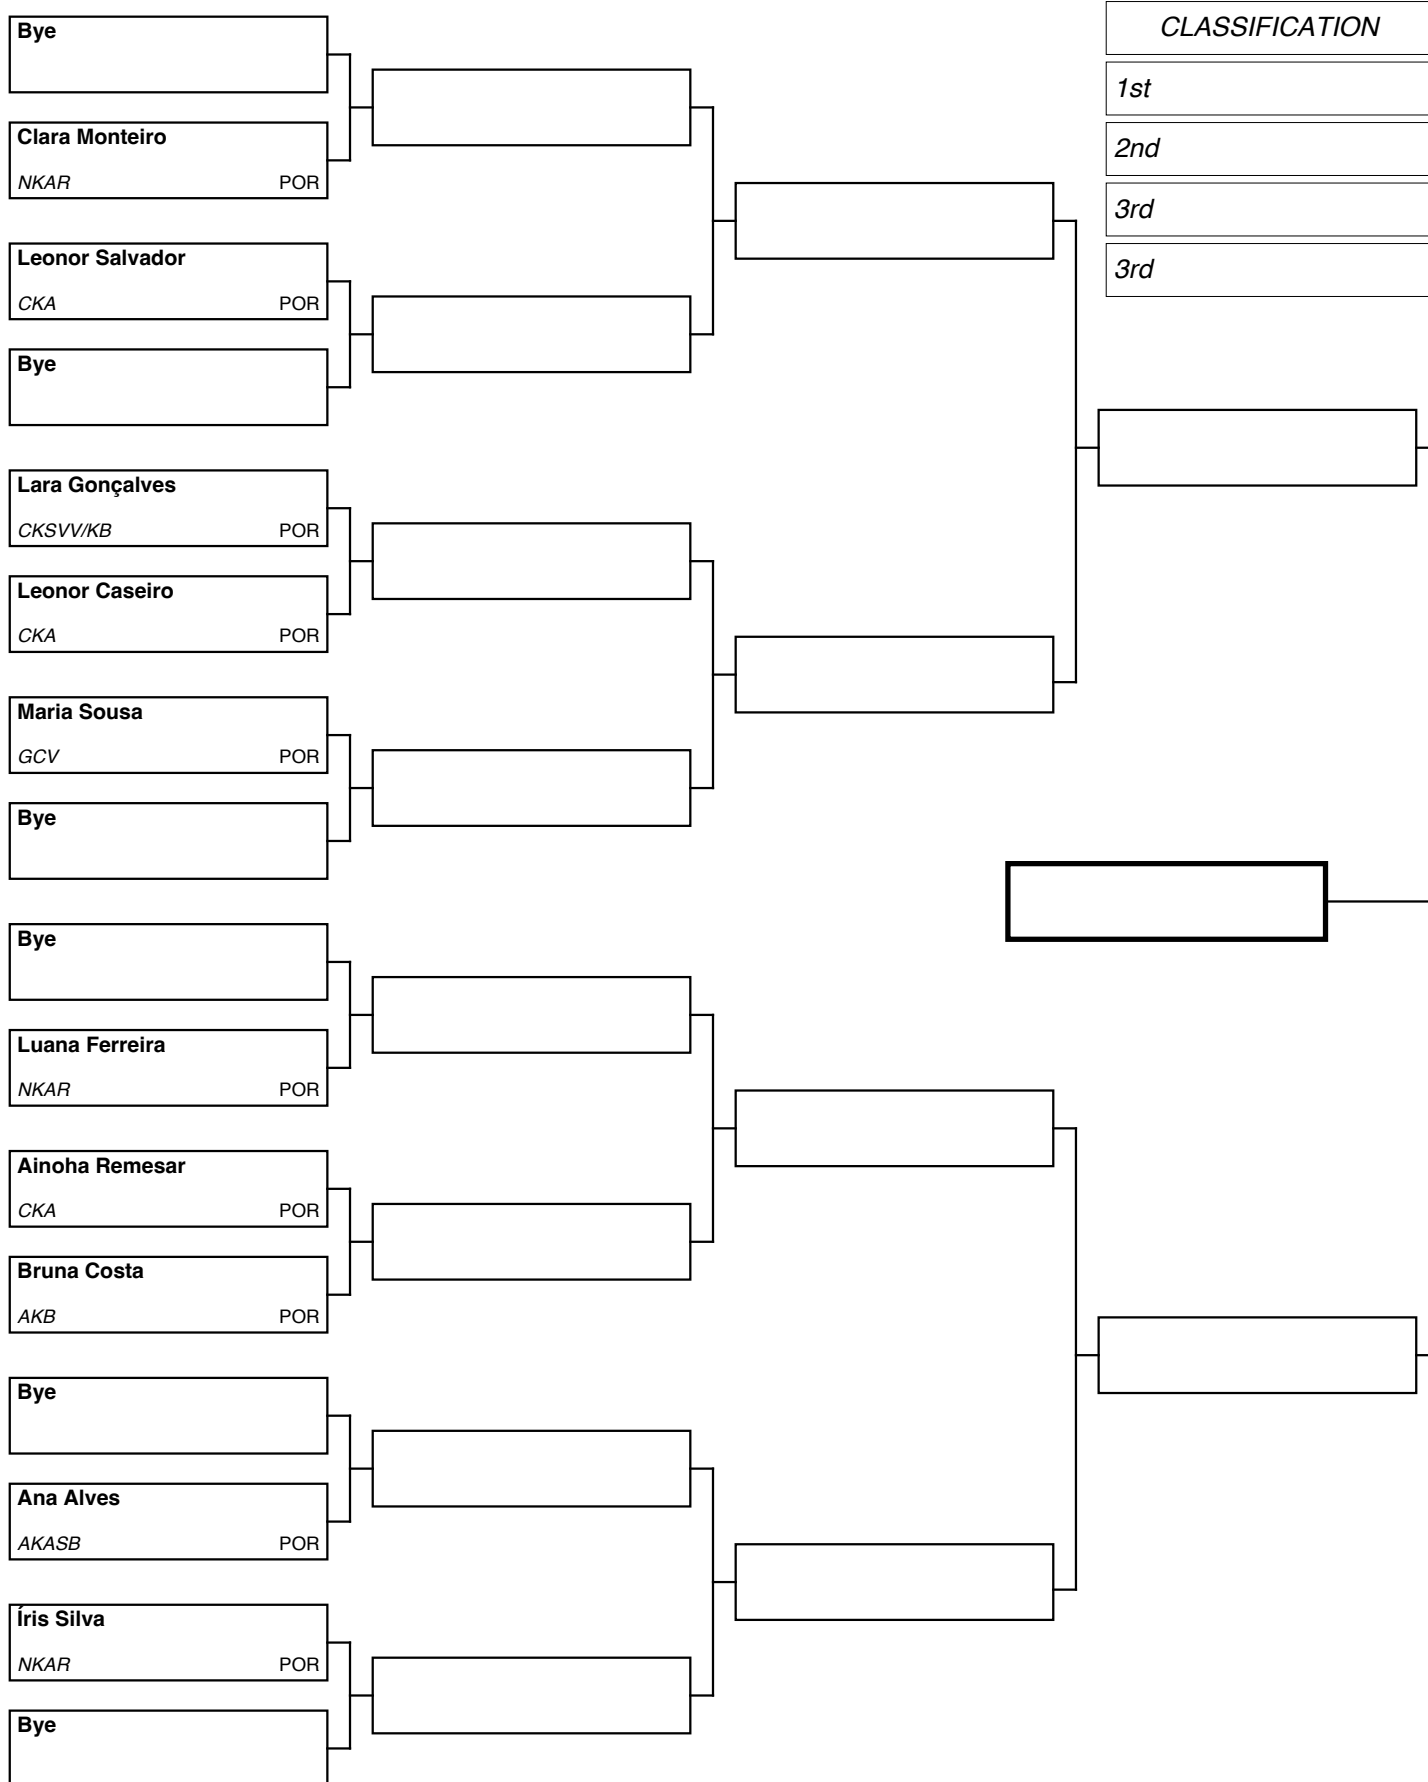 Bye
Clara Monteiro
NKAR POR
Leonor Salvador
CKA POR
Bye
Lara Gonçalves
CKSVV/KB POR
Leonor Caseiro
CKA POR
Maria Sousa
GCV POR
Bye
Bye
Luana Ferreira
NKAR POR
Ainoha Remesar
CKA POR
Bruna Costa
AKB POR
Bye
Ana Alves
AKASB POR
Íris Silva
NKAR POR
Bye
CLASSIFICATION
1st
2nd
3rd
3rd